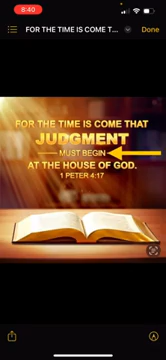 8:40
FOR THE TIME IS COME T...
Done
FOR THE TIME IS COME THAT
JUDGMENT
MUST BEGIN
AT THE HOUSE OF GOD.
1 PETER 4:17